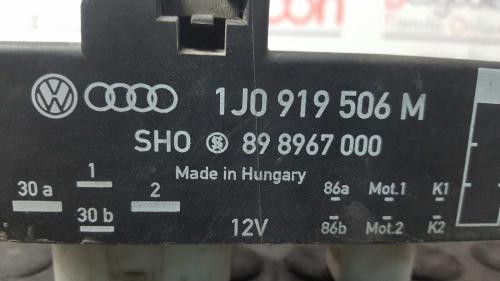 1J0 919 506 M
SHO 89 8967 000
Made in Hungary
1
30 a 2 86a Mot.1 K1
30 b 12V 86b Mot.2 K2